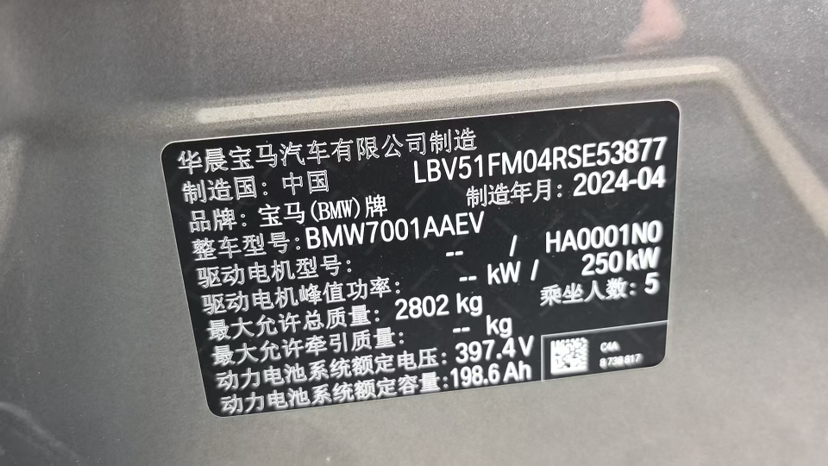 华晨宝马汽车有限公司制造
制造国: 中国 LBV51FM04RSE53877
品牌: 宝马(BMW)牌 制造年月: 2024-04
整车型号:BMW7001AAEV
驱动电机型号: -- / HA0001N0
驱动电机峰值功率: -- kW / 250 kW
最大允许总质量: 2802 kg 乘坐人数: 5
最大允许牵引质量: -- kg
动力电池系统额定电压: 397.4 V
动力电池系统额定容量:198.6 Ah
C4A
8 738 817